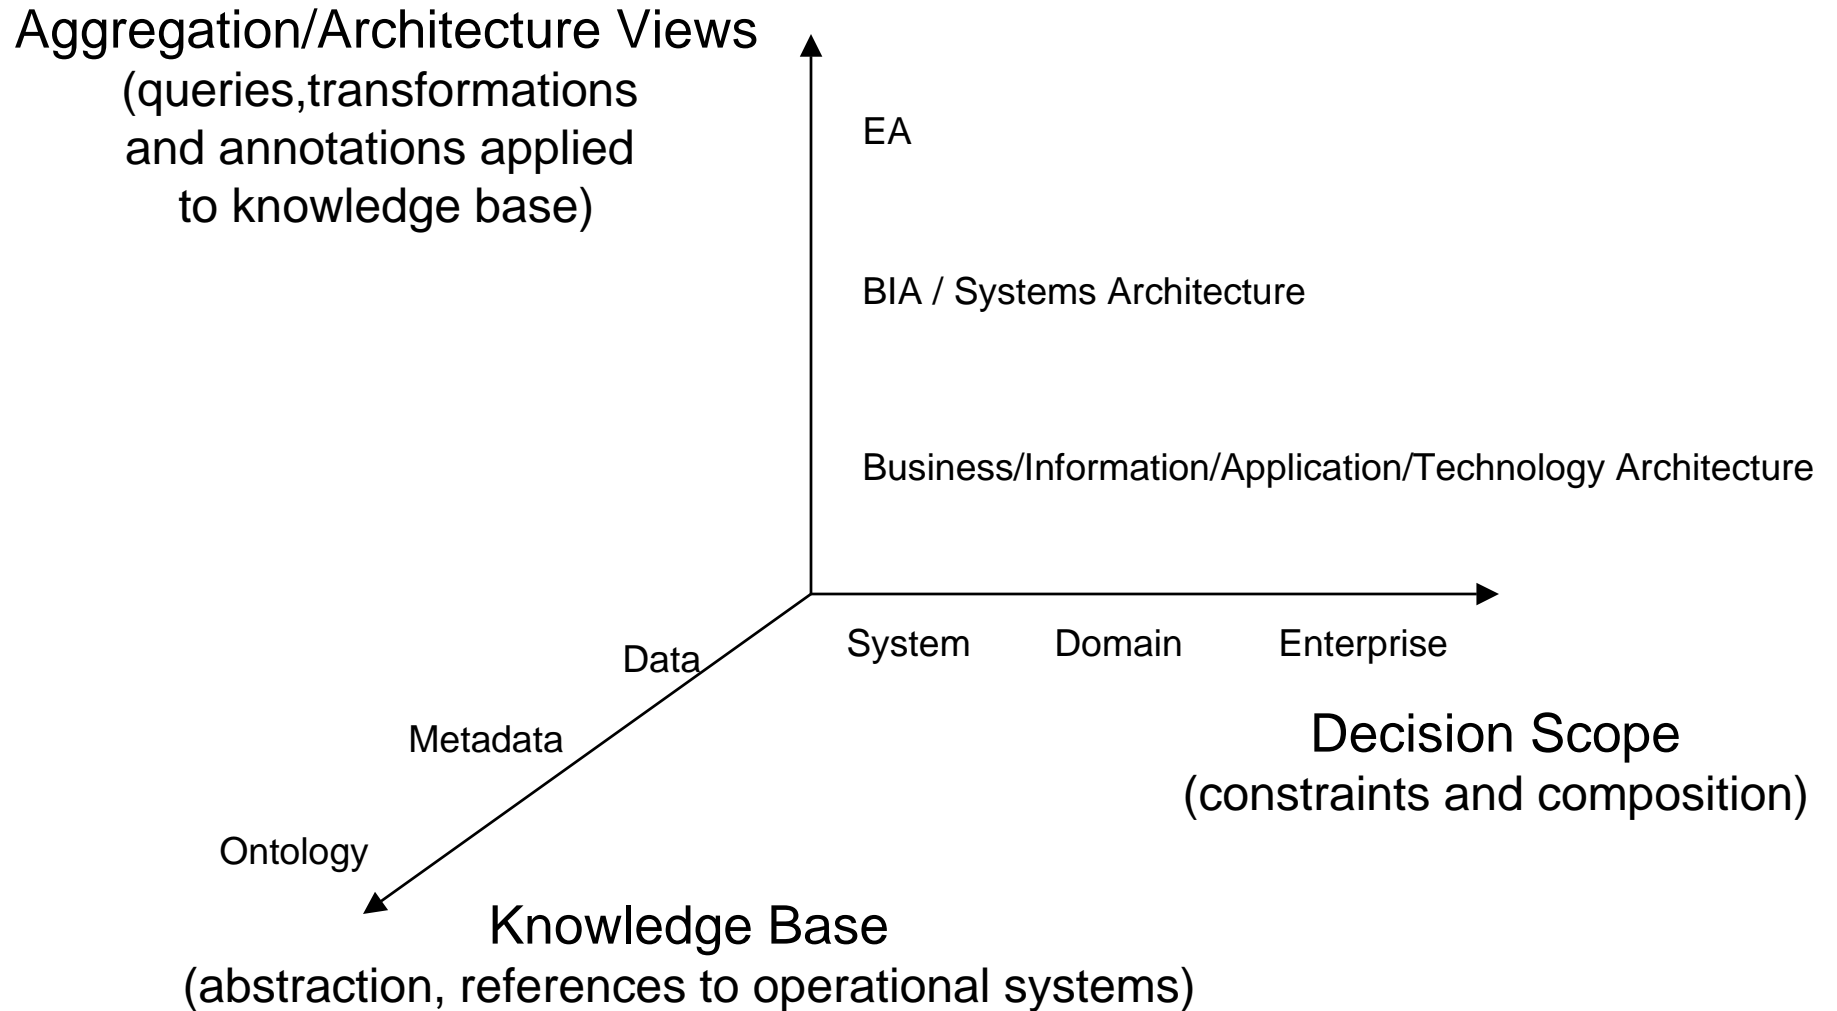 Aggregation/Architecture Views
(queries,transformations
and annotations applied
to knowledge base)
EA
BIA / Systems Architecture
Business/Information/Application/Technology Architecture
System Domain Enterprise
Decision Scope
(constraints and composition)
Data
Metadata
Ontology
Knowledge Base
(abstraction, references to operational systems)